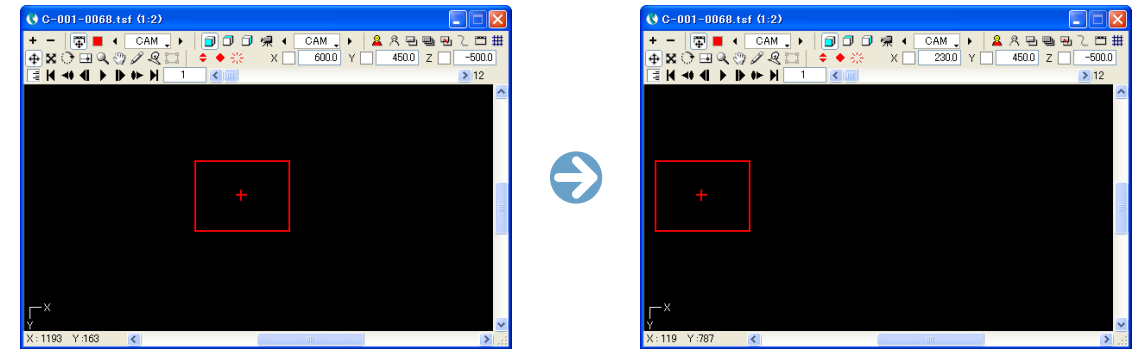 C-001-0068.tsf (1:2)
CAM CAM
X 600.0 Y 450.0 Z -500.0
1 12
X
Y
X : 1193 Y :163
C-001-0068.tsf (1:2)
CAM CAM
X 230.0 Y 450.0 Z -500.0
1 12
X
Y
X : 119 Y :787